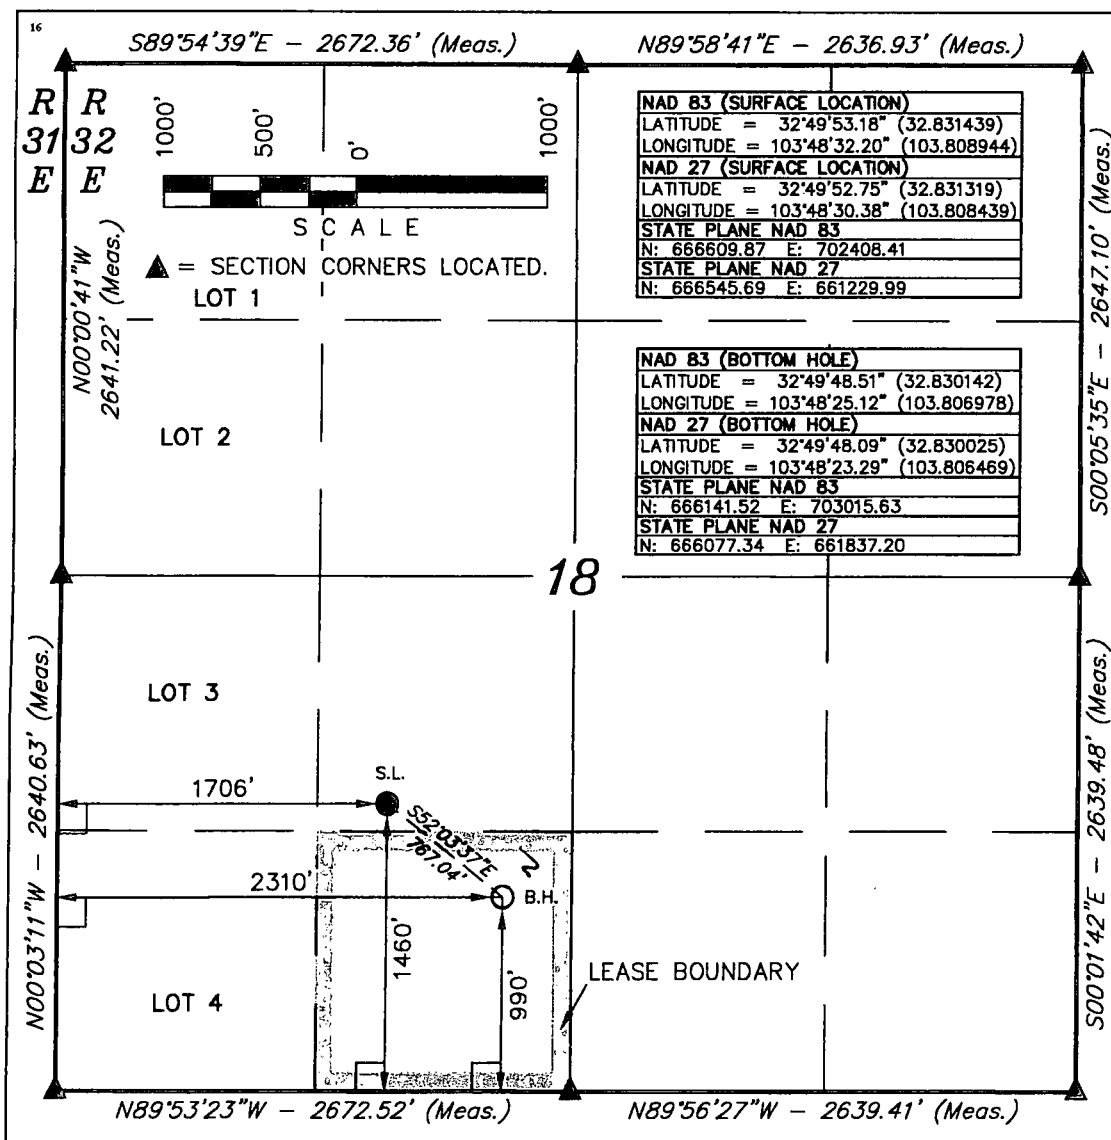 16
S89°54'39"E – 2672.36' (Meas.)
N89°58'41"E – 2636.93' (Meas.)
R R
31 32
E E
1000'
500'
0'
1000'
SCALE
▲ = SECTION CORNERS LOCATED.
NAD 83 (SURFACE LOCATION)
LATITUDE = 32°49'53.18" (32.831439)
LONGITUDE = 103°48'32.20" (103.808944)
NAD 27 (SURFACE LOCATION)
LATITUDE = 32°49'52.75" (32.831319)
LONGITUDE = 103°48'30.38" (103.808439)
STATE PLANE NAD 83
N: 666609.87 E: 702408.41
STATE PLANE NAD 27
N: 666545.69 E: 661229.99
LOT 1
N00°00'41"W
2641.22' (Meas.)
S00°05'35"E – 2647.10' (Meas.)
NAD 83 (BOTTOM HOLE)
LATITUDE = 32°49'48.51" (32.830142)
LONGITUDE = 103°48'25.12" (103.806978)
NAD 27 (BOTTOM HOLE)
LATITUDE = 32°49'48.09" (32.830025)
LONGITUDE = 103°48'23.29" (103.806469)
STATE PLANE NAD 83
N: 666141.52 E: 703015.63
STATE PLANE NAD 27
N: 666077.34 E: 661837.20
LOT 2
18
LOT 3
N00°03'11"W – 2640.63' (Meas.)
S00°01'42"E – 2639.48' (Meas.)
S.L.
1706'
S52°03'37"E
767.04'
2310'
B.H.
1460'
990'
LEASE BOUNDARY
LOT 4
N89°53'23"W – 2672.52' (Meas.)
N89°56'27"W – 2639.41' (Meas.)